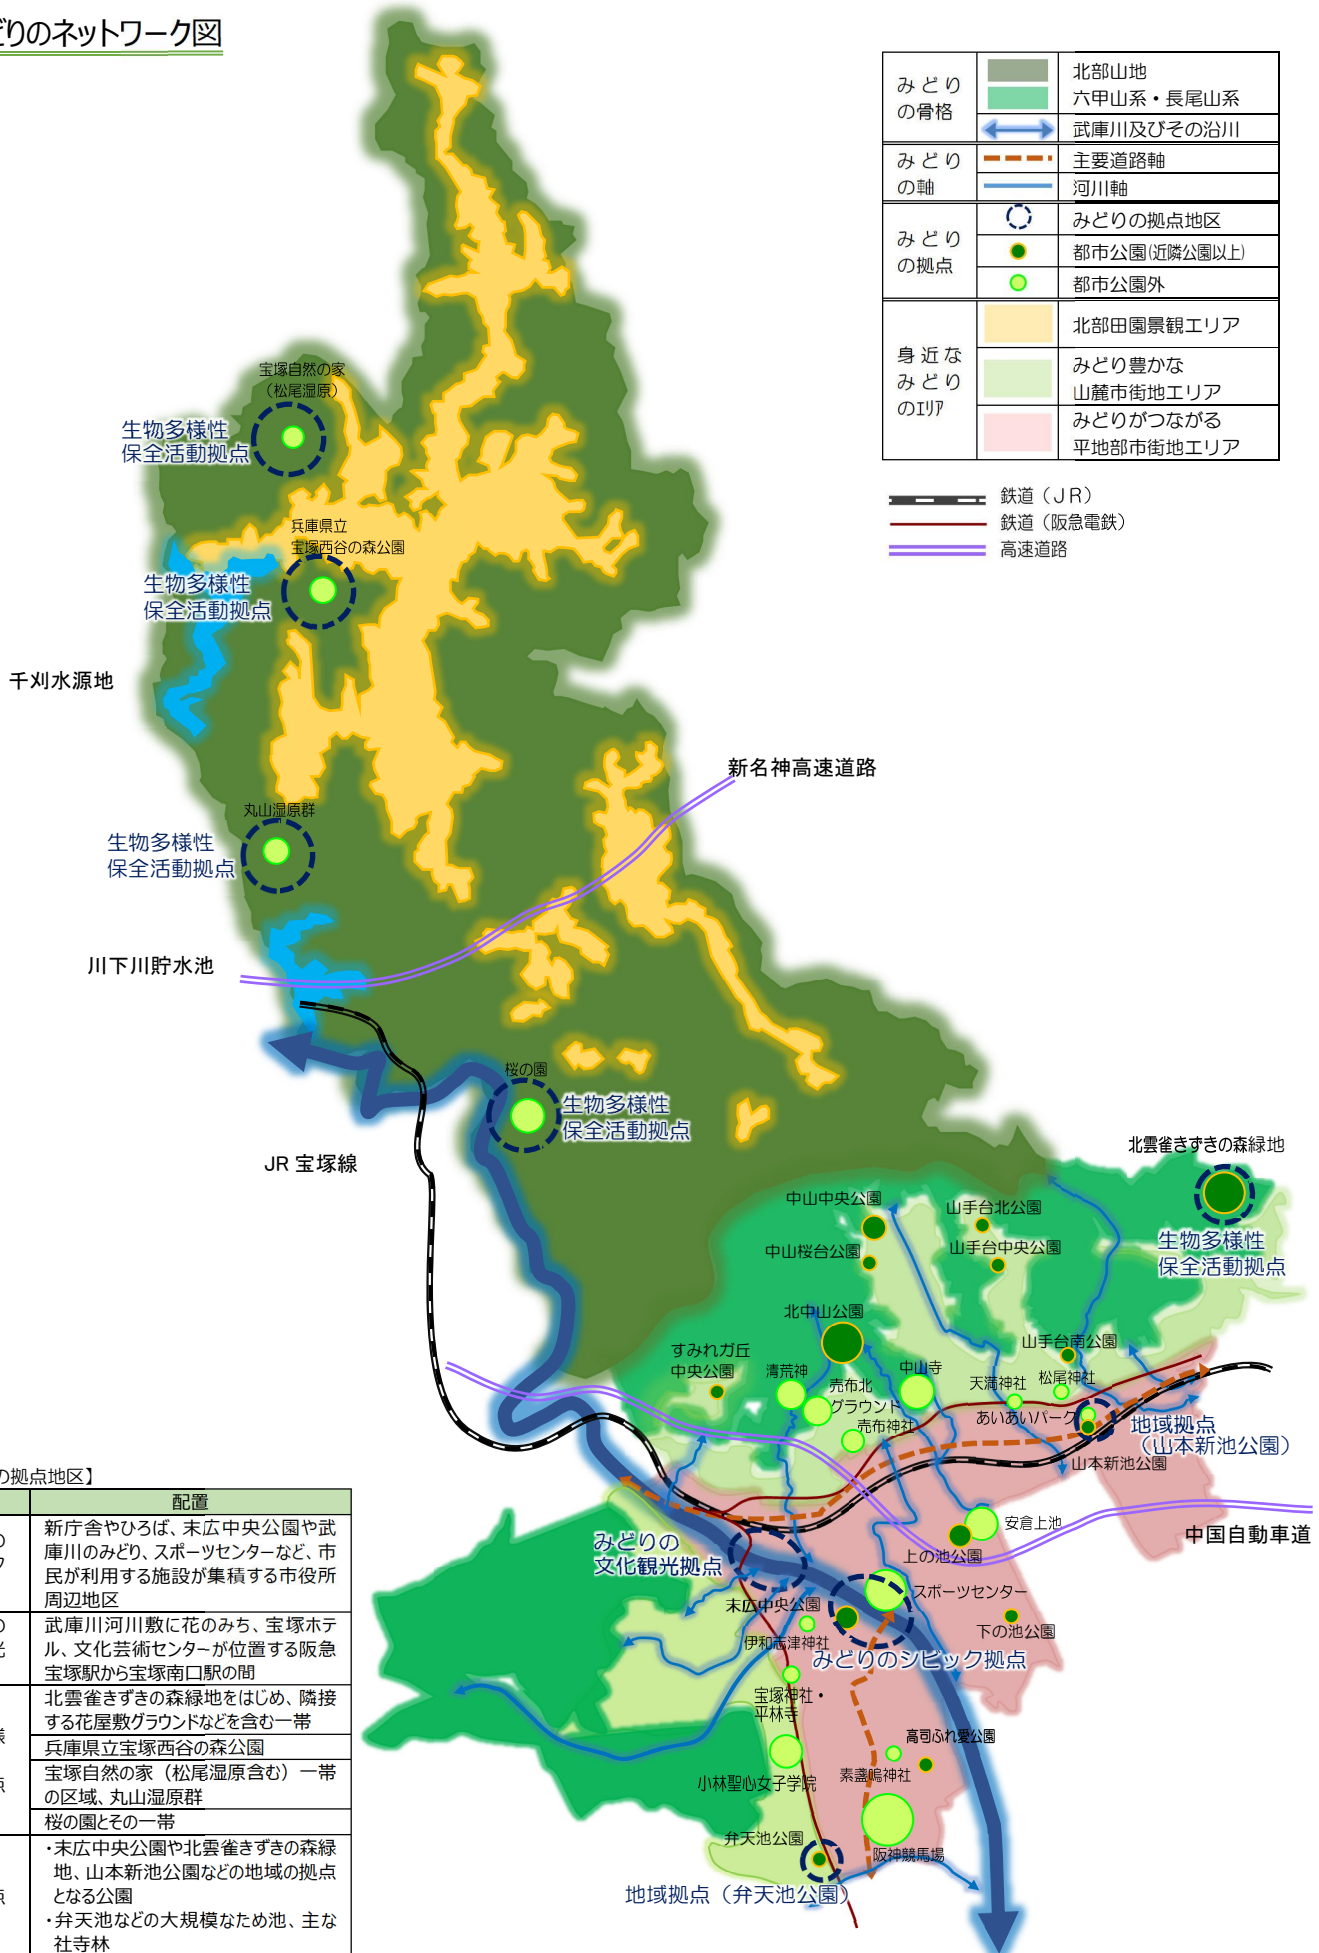 どりのネットワーク図
みどり
の骨格
北部山地
六甲山系・長尾山系
武庫川及びその沿川
みどり
の軸
主要道路軸
河川軸
みどり
の拠点
みどりの拠点地区
都市公園(近隣公園以上)
都市公園外
身近な
みどり
のエリア
北部田園景観エリア
みどり豊かな
山麓市街地エリア
みどりがつながる
平地部市街地エリア
鉄道（ＪＲ）
鉄道（阪急電鉄）
高速道路
宝塚自然の家
（松尾湿原）
生物多様性
保全活動拠点
兵庫県立
宝塚西谷の森公園
生物多様性
保全活動拠点
千刈水源地
新名神高速道路
丸山湿原群
生物多様性
保全活動拠点
川下川貯水池
桜の園
生物多様性
保全活動拠点
JR 宝塚線
北雲雀きずきの森緑地
生物多様性
保全活動拠点
中山中央公園
山手台北公園
中山桜台公園
山手台中央公園
北中山公園
山手台南公園
すみれガ丘
中央公園
清荒神
中山寺
売布北
グラウンド
天満神社
松尾神社
売布神社
あいあいパーク
地域拠点
（山本新池公園）
山本新池公園
安倉上池
中国自動車道
上の池公園
みどりの
文化観光拠点
スポーツセンター
末広中央公園
下の池公園
伊和志津神社
みどりのシビック拠点
宝塚神社・
平林寺
高司ふれ愛公園
素盞嗚神社
小林聖心女子学院
弁天池公園
阪神競馬場
地域拠点（弁天池公園）
の拠点地区】
配置
新庁舎やひろば、末広中央公園や武
庫川のみどり、スポーツセンターなど、市
民が利用する施設が集積する市役所
周辺地区
武庫川河川敷に花のみち、宝塚ホテ
ル、文化芸術センターが位置する阪急
宝塚駅から宝塚南口駅の間
北雲雀きずきの森緑地をはじめ、隣接
する花屋敷グラウンドなどを含む一帯
兵庫県立宝塚西谷の森公園
宝塚自然の家（松尾湿原含む）一帯
の区域、丸山湿原群
桜の園とその一帯
・末広中央公園や北雲雀きずきの森緑
地、山本新池公園などの地域の拠点
となる公園
・弁天池などの大規模なため池、主な
社寺林